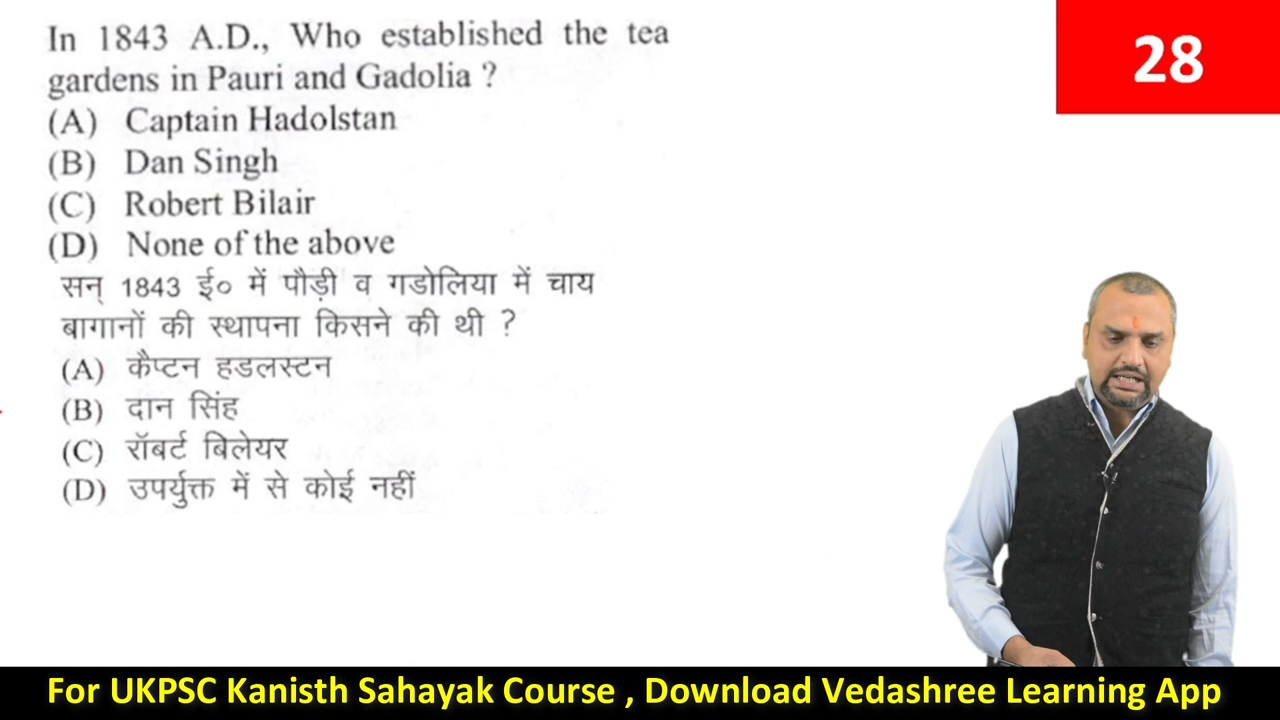 In 1843 A.D., Who established the tea
gardens in Pauri and Gadolia ?
(A) Captain Hadolstan
(B) Dan Singh
(C) Robert Bilair
(D) None of the above
सन् 1843 ई० में पौड़ी व गडोलिया में चाय
बागानों की स्थापना किसने की थी ?
(A) कैप्टन हडलस्टन
(B) दान सिंह
(C) रॉबर्ट बिलेयर
(D) उपर्युक्त में से कोई नहीं
28
For UKPSC Kanisth Sahayak Course , Download Vedashree Learning App